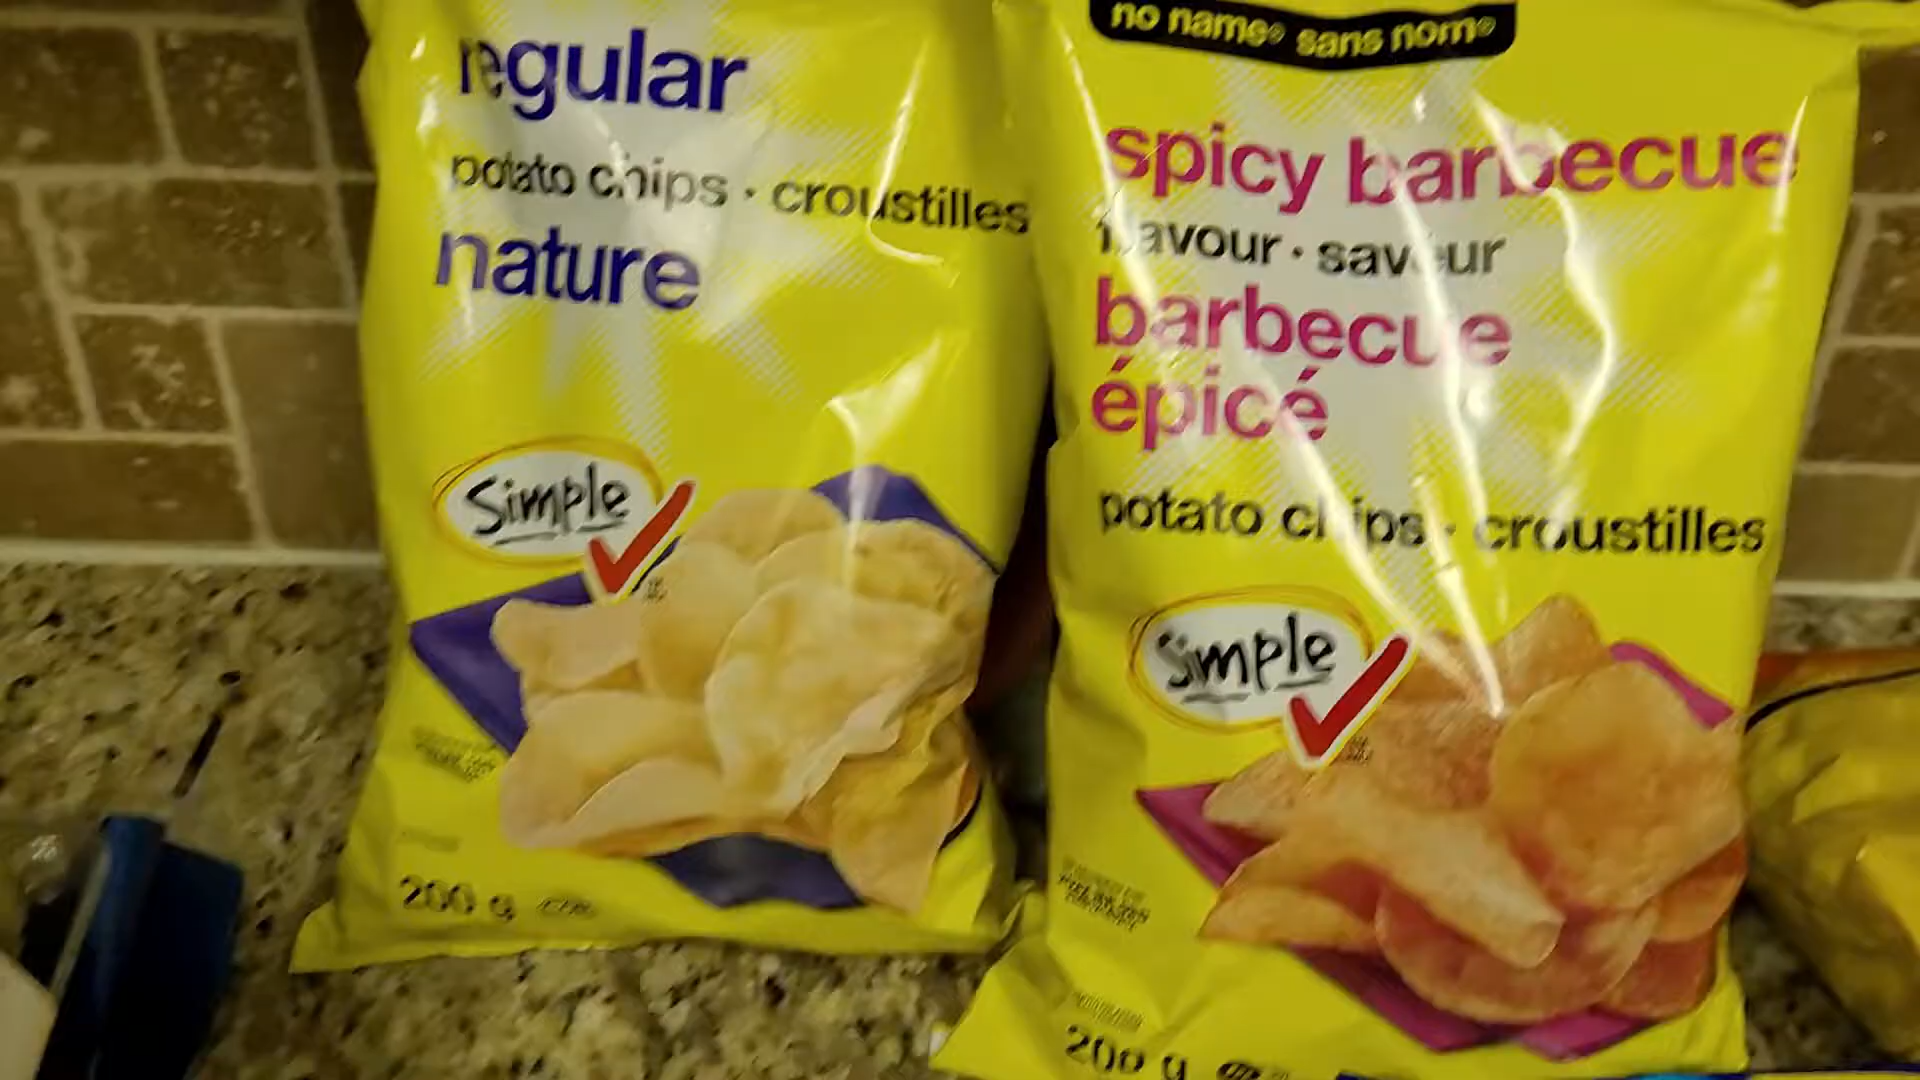 regular
potato chips · croustilles
nature
Simple
200 g
no name® sans nom®
spicy barbecue
flavour · saveur
barbecue
épicé
potato chips · croustilles
Simple
200 g